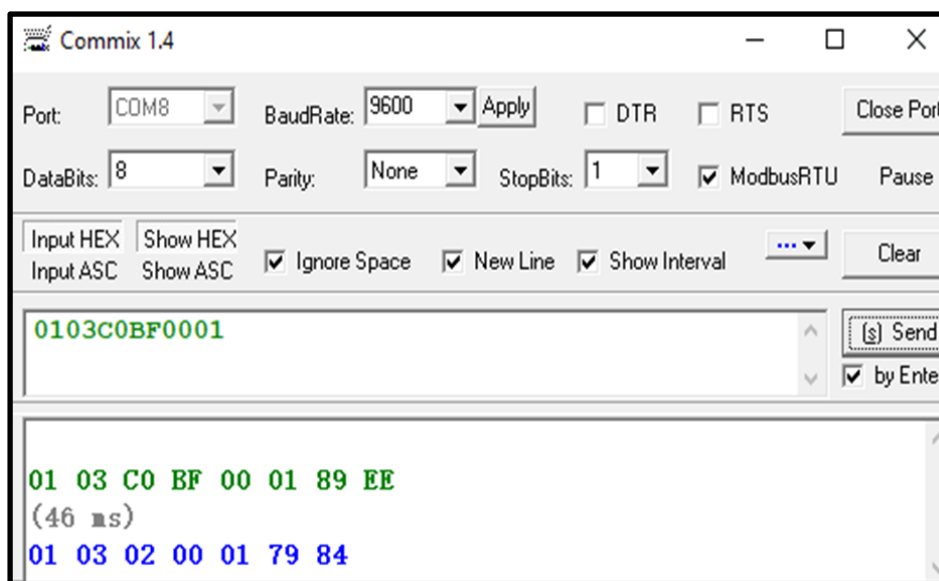 Commix 1.4
Port: COM8 BaudRate: 9600 Apply DTR RTS Close Port
DataBits: 8 Parity: None StopBits: 1 ModbusRTU Pause
Input HEX Show HEX
Input ASC Show ASC Ignore Space New Line Show Interval ... Clear
0103C0BF0001
(s) Send
by Ente
01 03 C0 BF 00 01 89 EE
(46 ms)
01 03 02 00 01 79 84